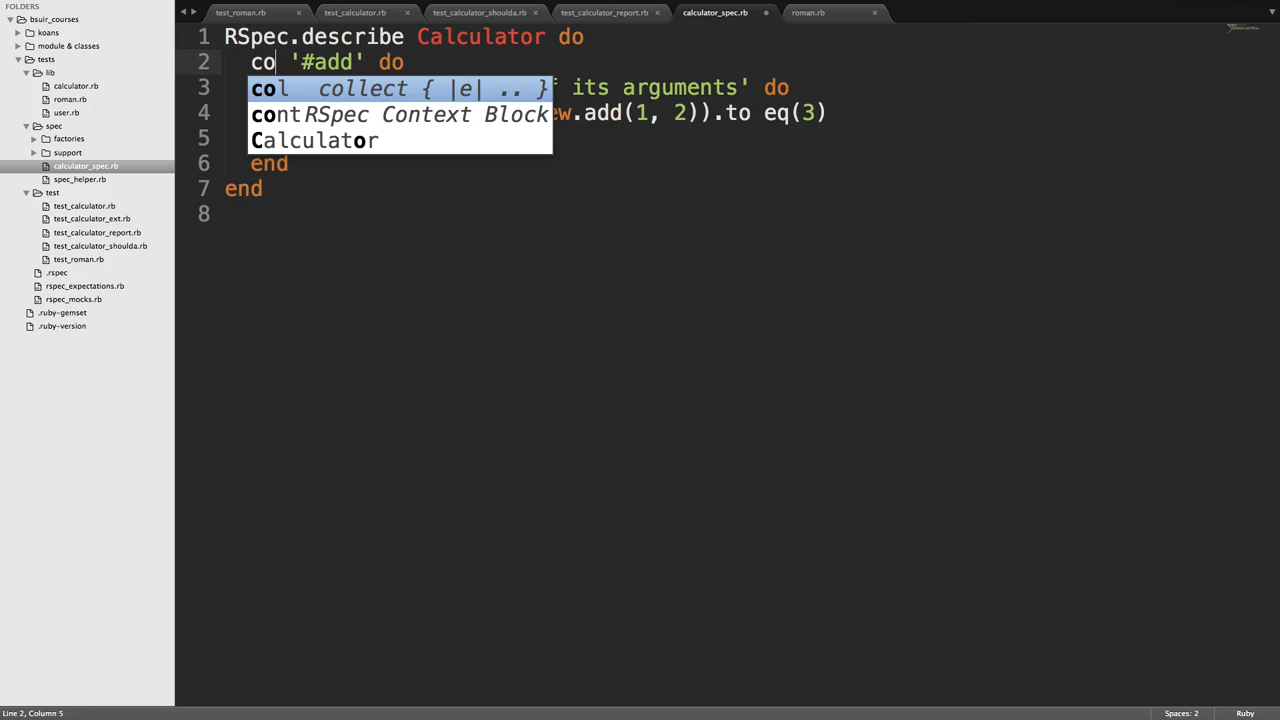 FOLDERS
bsuir_courses
koans
module & classes
tests
lib
calculator.rb
roman.rb
user.rb
spec
factories
support
calculator_spec.rb
spec_helper.rb
test
test_calculator.rb
test_calculator_ext.rb
test_calculator_report.rb
test_calculator_shoulda.rb
test_roman.rb
.rspec
rspec_expectations.rb
rspec_mocks.rb
.ruby-gemset
.ruby-version
test_roman.rb × test_calculator.rb × test_calculator_shoulda.rb × test_calculator_report.rb × calculator_spec.rb roman.rb ×
1 RSpec.describe Calculator do
2 co '#add' do
3 its arguments' do
4 .add(1, 2)).to eq(3)
5
6 end
7 end
8
col collect { |e| .. }
cont RSpec Context Block
Calculator
Line 2, Column 5 Spaces: 2 Ruby